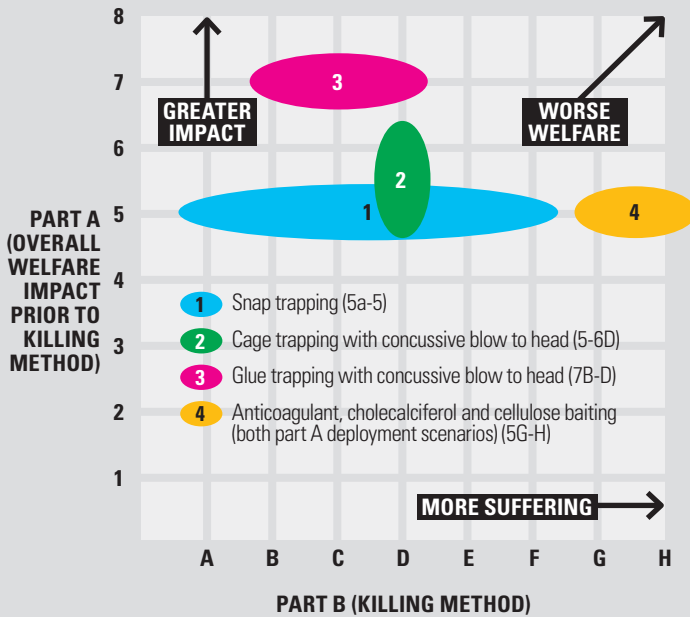 8
7
6
5
4
3
2
1
GREATER
IMPACT
WORSE
WELFARE
3
2
1
4
PART A
(OVERALL
WELFARE
IMPACT
PRIOR TO
KILLING
METHOD)
1 Snap trapping (5a-5)
2 Cage trapping with concussive blow to head (5-6D)
3 Glue trapping with concussive blow to head (7B-D)
4 Anticoagulant, cholecalciferol and cellulose baiting
(both part A deployment scenarios) (5G-H)
MORE SUFFERING
A B C D E F G H
PART B (KILLING METHOD)